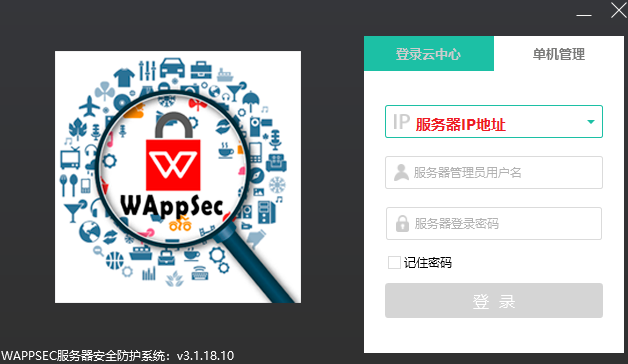 登录云中心
单机管理
IP 服务器IP地址
服务器管理员用户名
服务器登录密码
记住密码
登 录
WAppSec
WAPPSEC服务器安全防护系统：v3.1.18.10